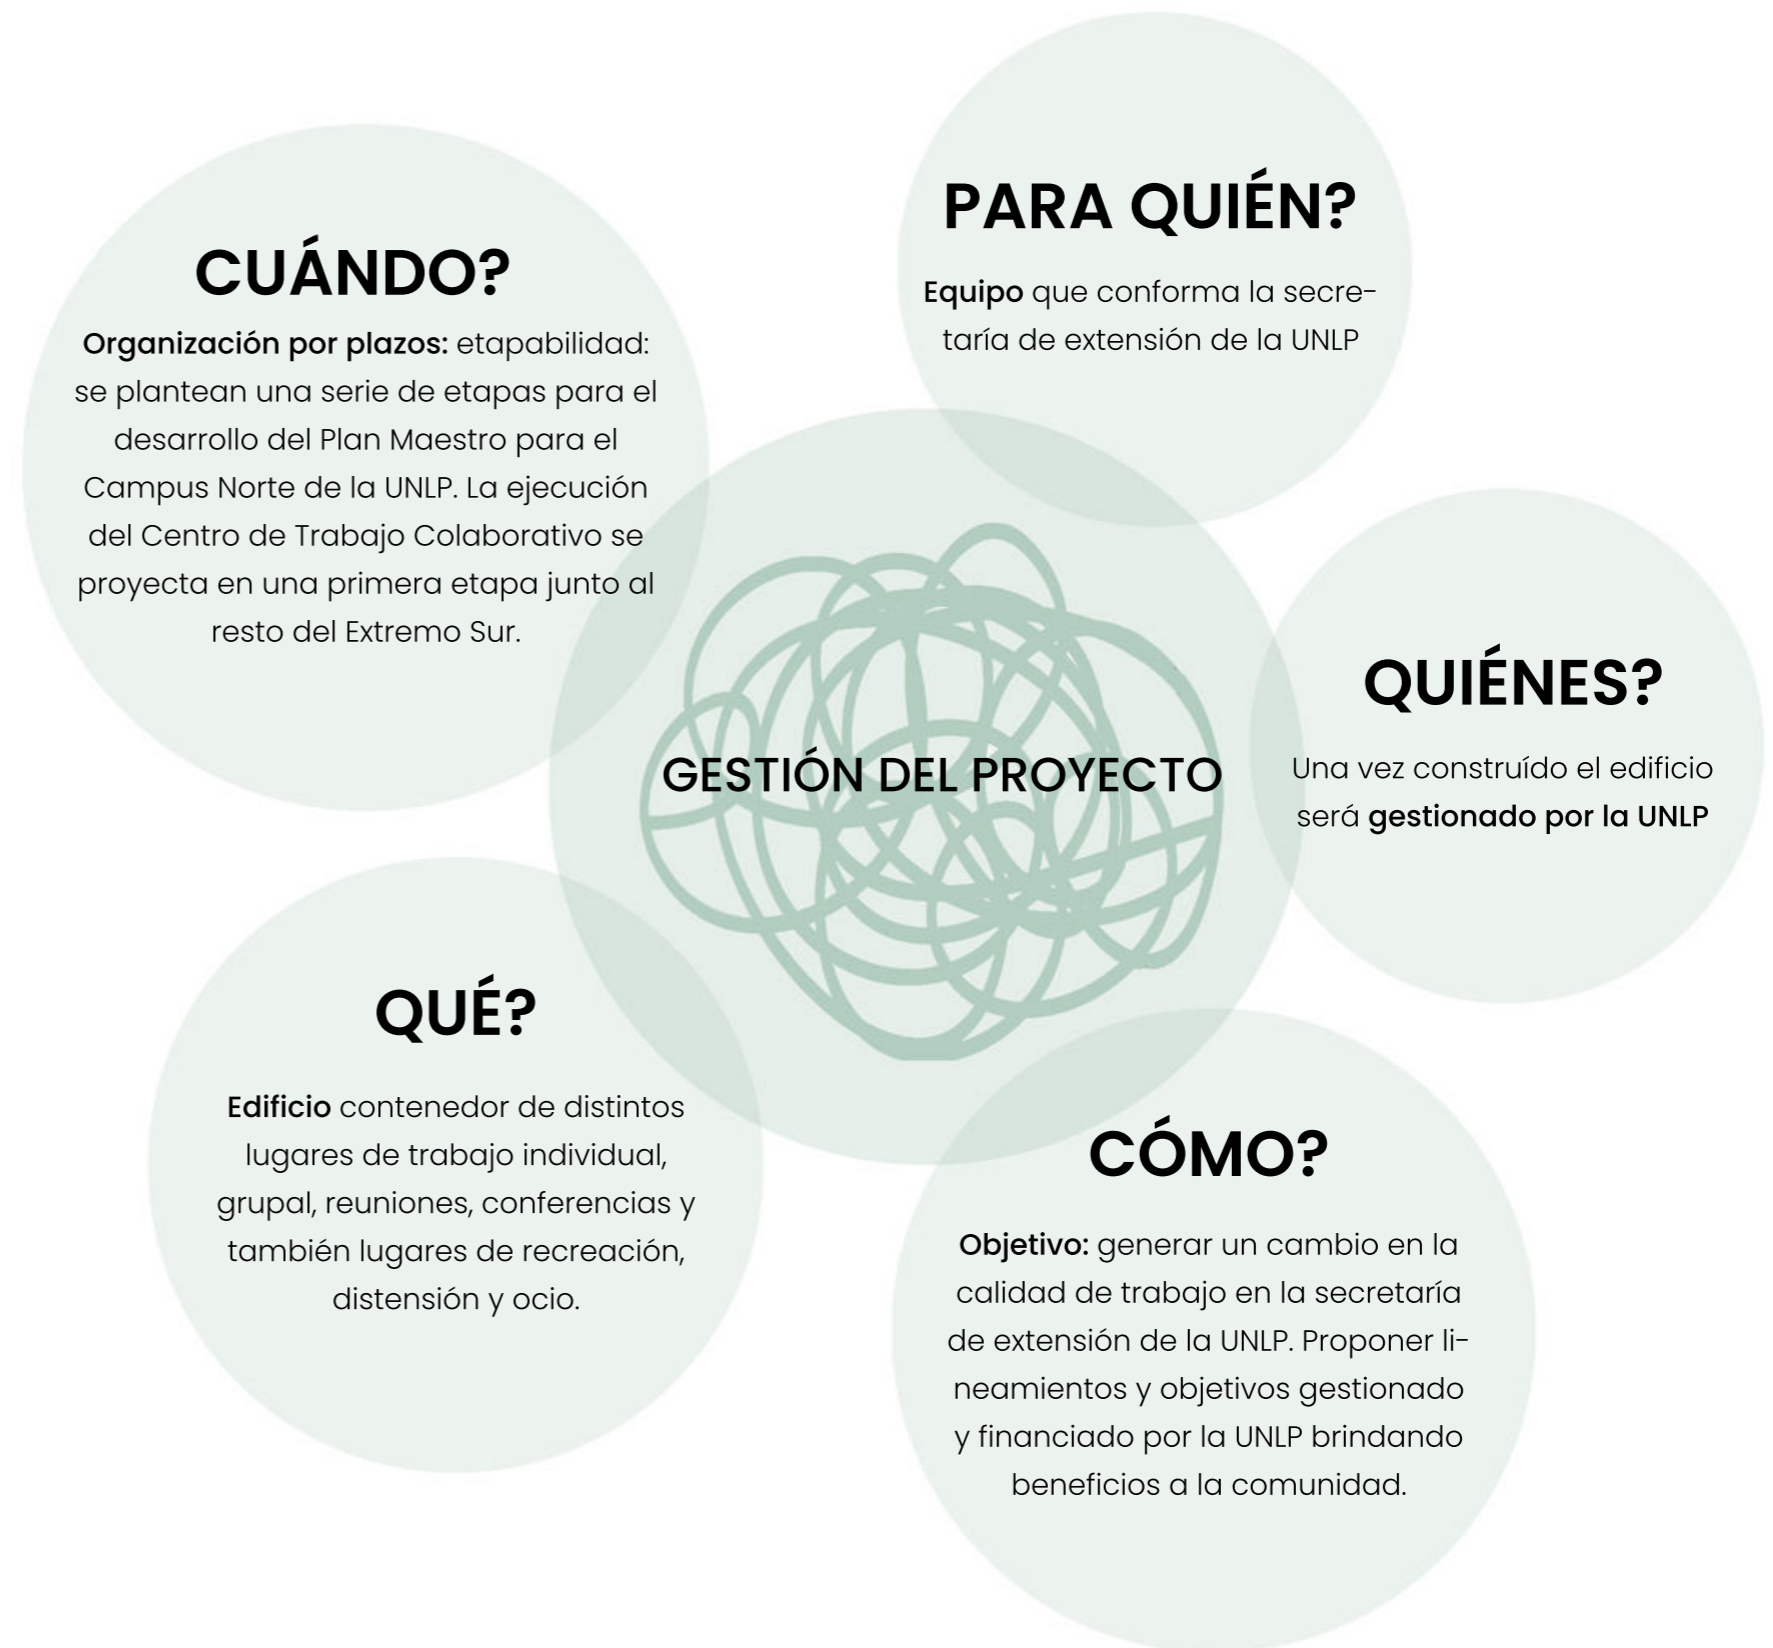 CUÁNDO?
Organización por plazos: etapabilidad:
se plantean una serie de etapas para el
desarrollo del Plan Maestro para el
Campus Norte de la UNLP. La ejecución
del Centro de Trabajo Colaborativo se
proyecta en una primera etapa junto al
resto del Extremo Sur.
PARA QUIÉN?
Equipo que conforma la secre-
taría de extensión de la UNLP
QUIÉNES?
Una vez construído el edificio
será gestionado por la UNLP
GESTIÓN DEL PROYECTO
QUÉ?
Edificio contenedor de distintos
lugares de trabajo individual,
grupal, reuniones, conferencias y
también lugares de recreación,
distensión y ocio.
CÓMO?
Objetivo: generar un cambio en la
calidad de trabajo en la secretaría
de extensión de la UNLP. Proponer li-
neamientos y objetivos gestionado
y financiado por la UNLP brindando
beneficios a la comunidad.